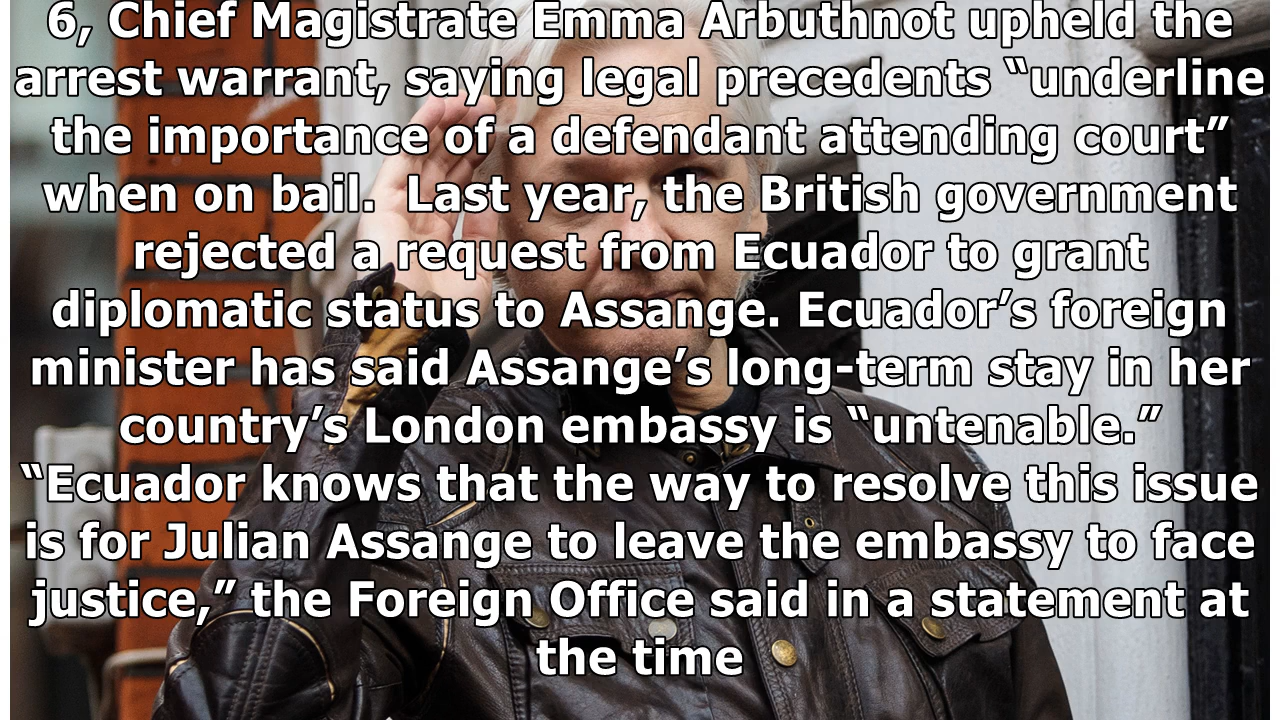 6, Chief Magistrate Emma Arbuthnot upheld the
arrest warrant, saying legal precedents “underline
the importance of a defendant attending court”
when on bail.  Last year, the British government
rejected a request from Ecuador to grant
diplomatic status to Assange. Ecuador’s foreign
minister has said Assange’s long-term stay in her
country’s London embassy is “untenable.”
“Ecuador knows that the way to resolve this issue
is for Julian Assange to leave the embassy to face
justice,” the Foreign Office said in a statement at
the time